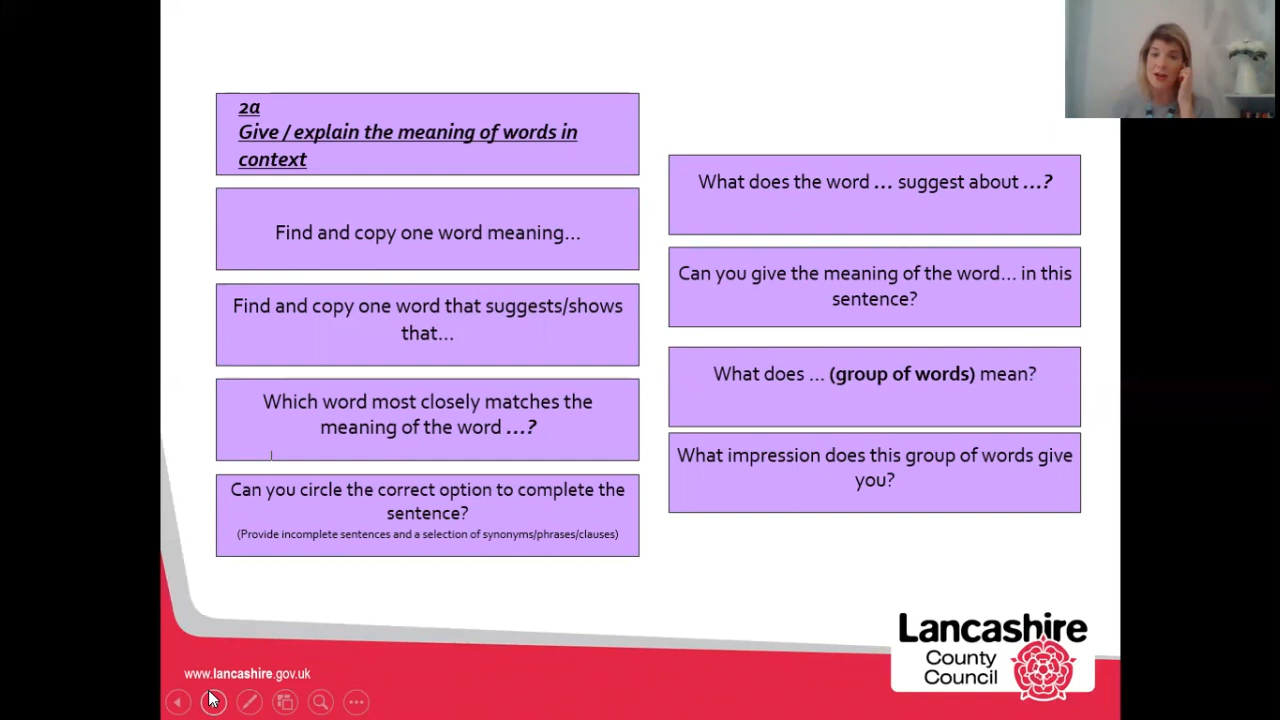 2a
Give / explain the meaning of words in
context
Find and copy one word meaning...
Find and copy one word that suggests/shows
that...
Which word most closely matches the
meaning of the word ...?
Can you circle the correct option to complete the
sentence?
(Provide incomplete sentences and a selection of synonyms/phrases/clauses)
What does the word ... suggest about ...?
Can you give the meaning of the word... in this
sentence?
What does ... (group of words) mean?
What impression does this group of words give
you?
www.lancashire.gov.uk
Lancashire
County
Council